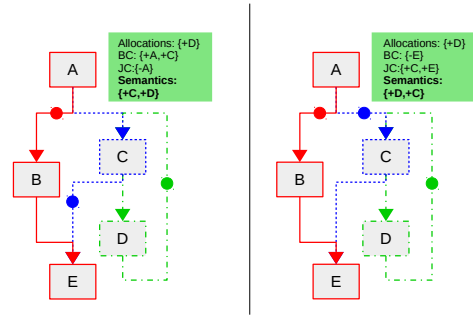 Allocations: {+D}
BC: {+A,+C}
JC:{-A}
Semantics:
{+C,+D}
A
C
B
D
E
Allocations: {+D}
BC: {-E}
JC:{+C,+E}
Semantics:
{+D,+C}
A
C
B
D
E